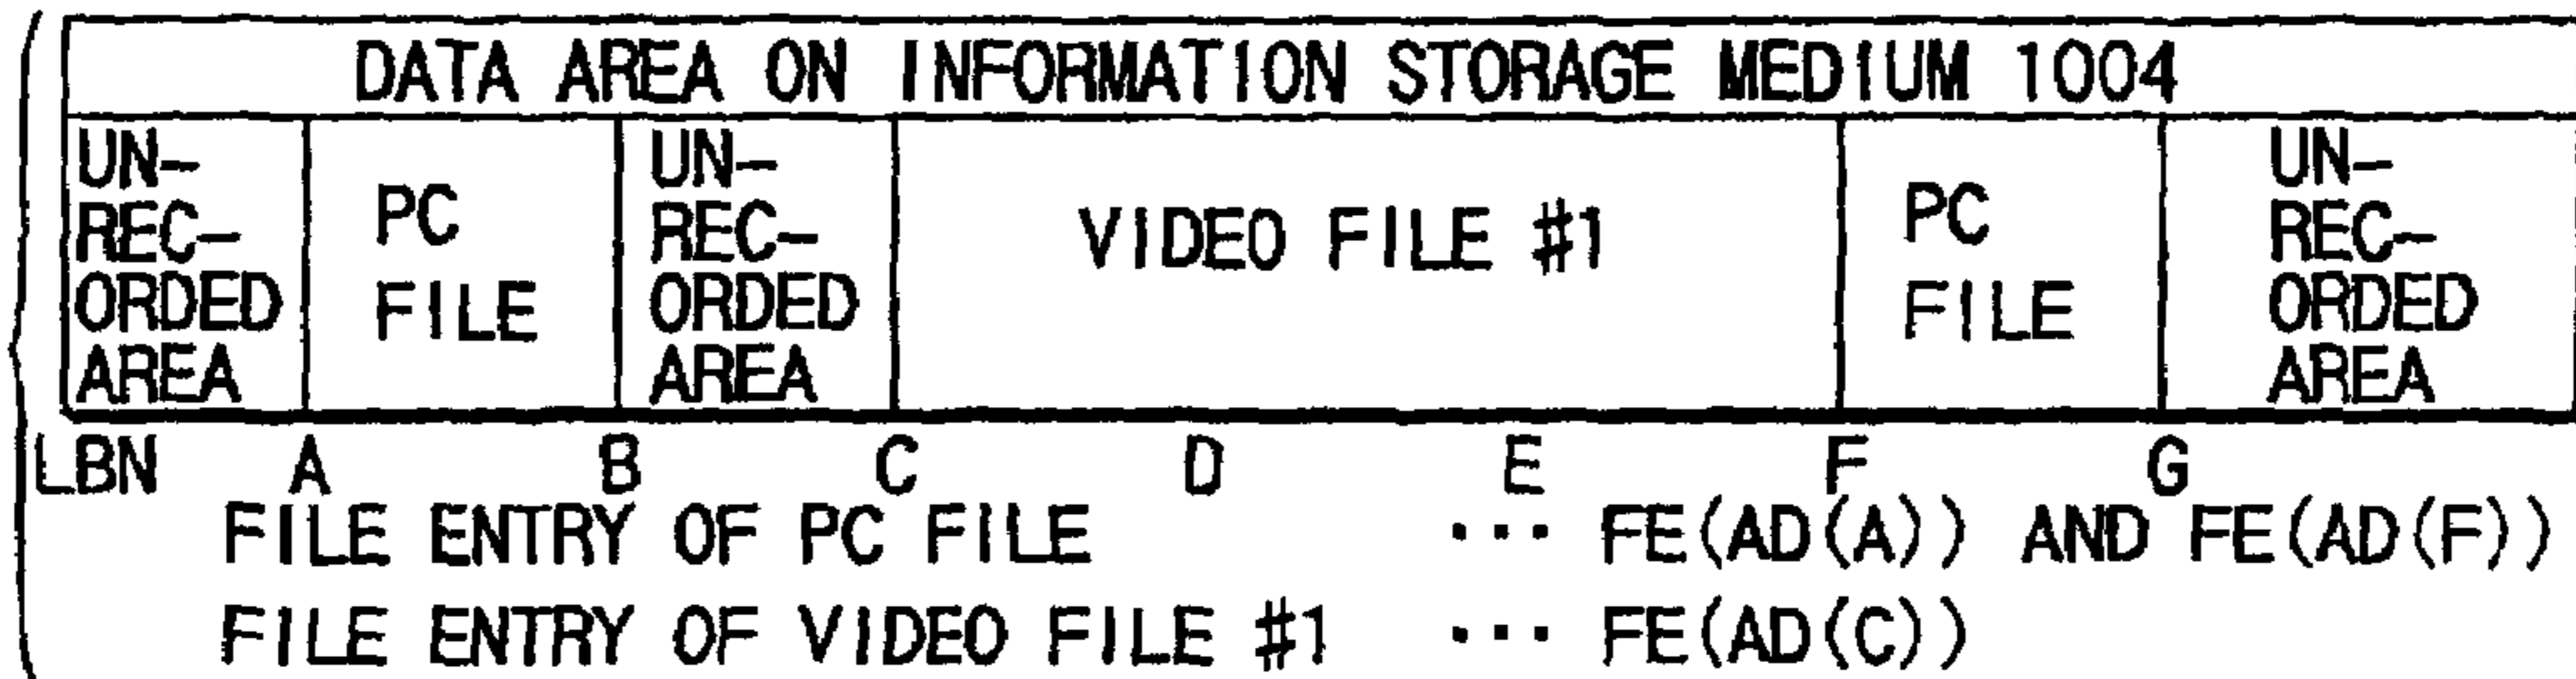 DATA AREA ON INFORMATION STORAGE MEDIUM 1004
UN-
REC-
ORDED
AREA
PC
FILE
UN-
REC-
ORDED
AREA
VIDEO FILE #1
PC
FILE
UN-
REC-
ORDED
AREA
LBN A B C D E F G
FILE ENTRY OF PC FILE ··· FE(AD(A)) AND FE(AD(F))
FILE ENTRY OF VIDEO FILE #1 ··· FE(AD(C))